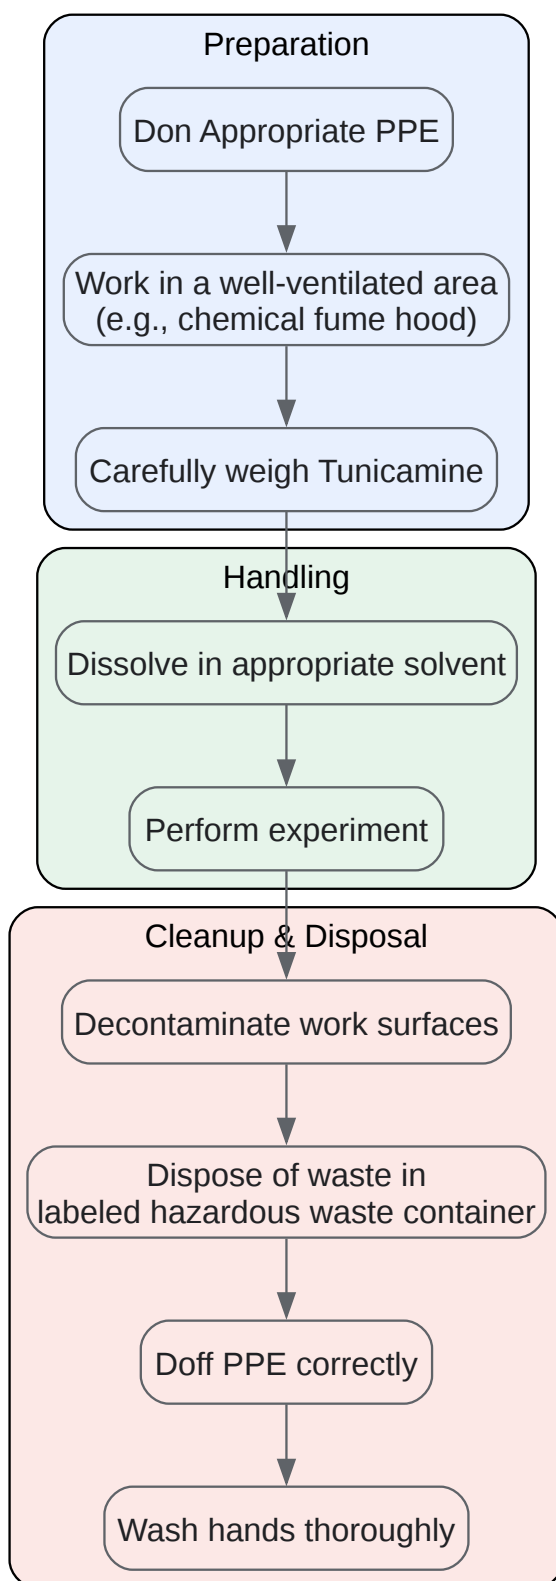 Preparation
Don Appropriate PPE
Work in a well-ventilated area
(e.g., chemical fume hood)
Carefully weigh Tunicamine
Handling
Dissolve in appropriate solvent
Perform experiment
Cleanup & Disposal
Decontaminate work surfaces
Dispose of waste in
labeled hazardous waste container
Doff PPE correctly
Wash hands thoroughly